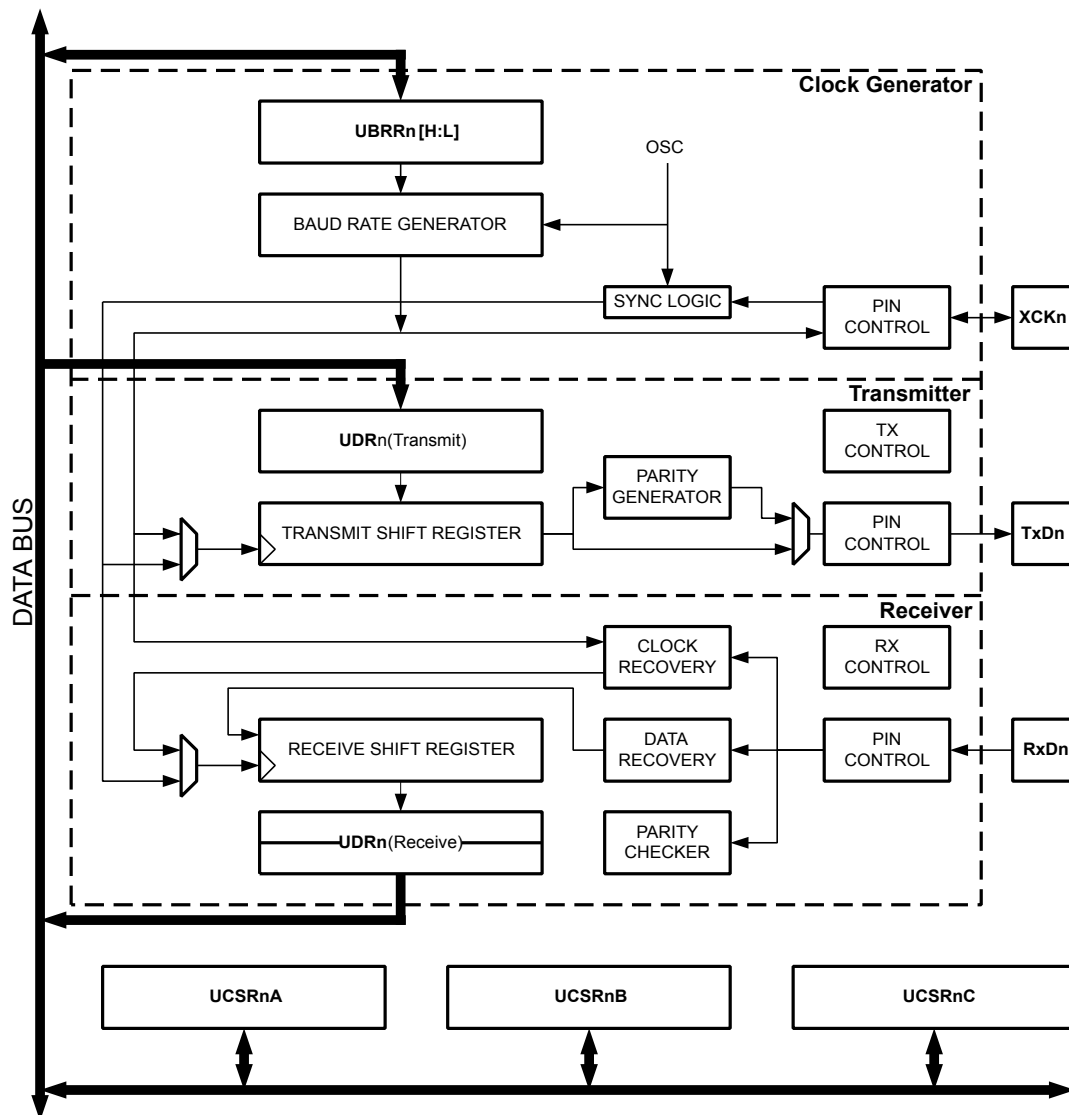 Clock Generator
UBRRn [H:L]
OSC
BAUD RATE GENERATOR
SYNC LOGIC
PIN
CONTROL
XCKn
Transmitter
UDRn(Transmit)
TX
CONTROL
PARITY
GENERATOR
TRANSMIT SHIFT REGISTER
PIN
CONTROL
TxDn
DATA BUS
Receiver
CLOCK
RECOVERY
RX
CONTROL
RECEIVE SHIFT REGISTER
DATA
RECOVERY
PIN
CONTROL
RxDn
UDRn(Receive)
PARITY
CHECKER
UCSRnA
UCSRnB
UCSRnC